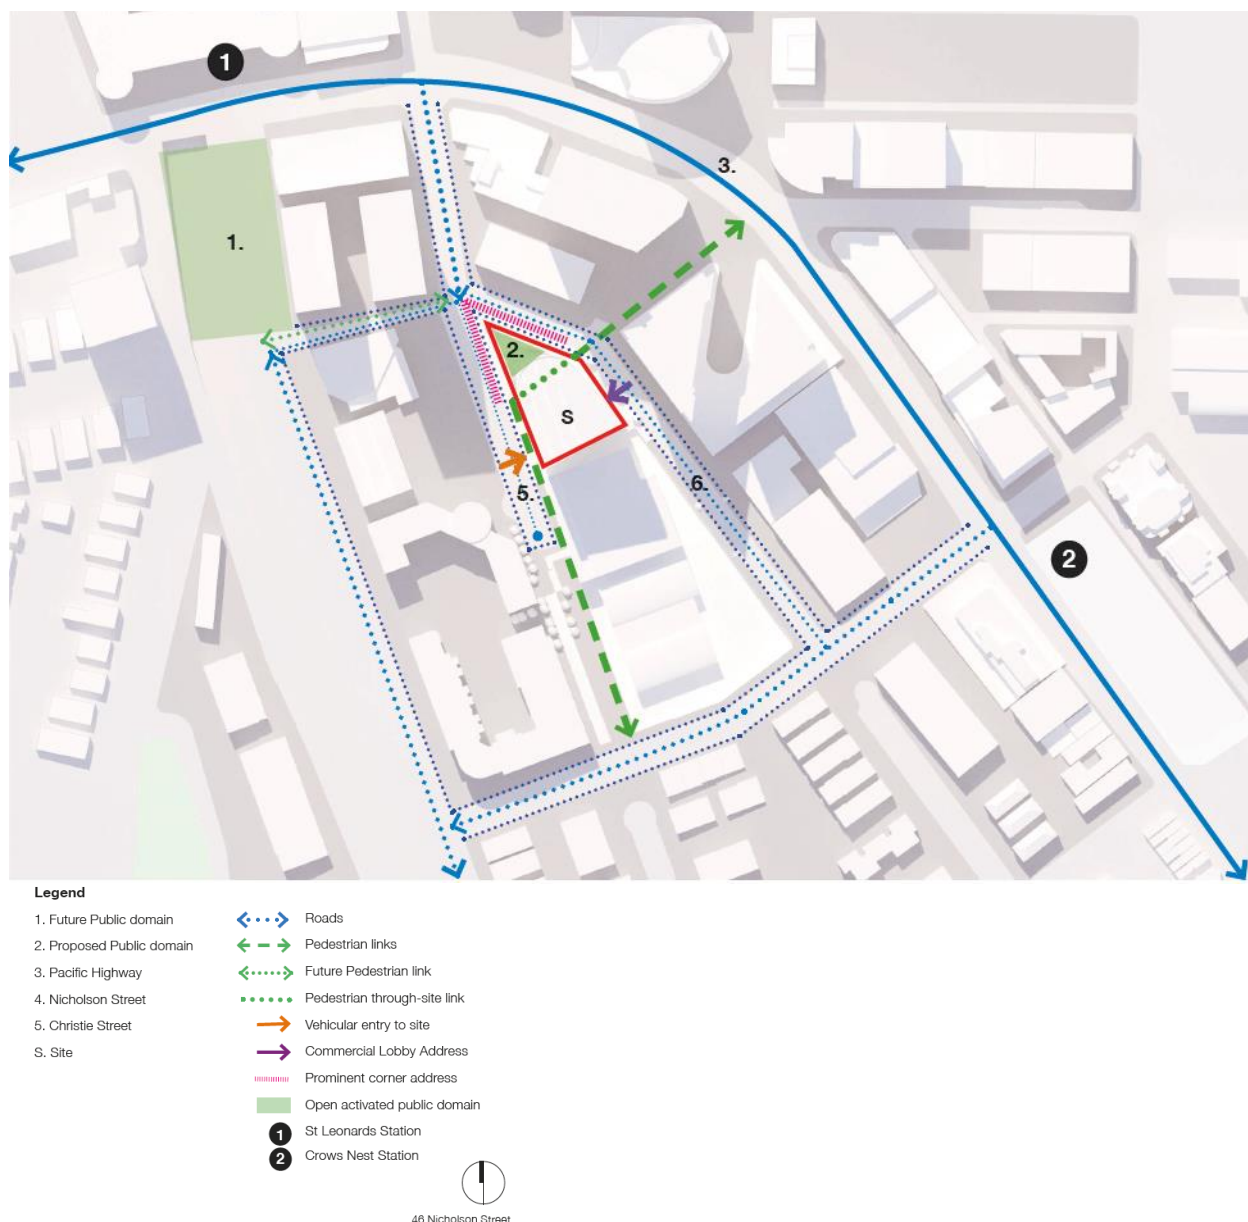 1
3.
1.
2.
S
5.
6.
2
Legend
1. Future Public domain
2. Proposed Public domain
3. Pacific Highway
4. Nicholson Street
5. Christie Street
S. Site
Roads
Pedestrian links
Future Pedestrian link
Pedestrian through-site link
Vehicular entry to site
Commercial Lobby Address
Prominent corner address
Open activated public domain
1 St Leonards Station
2 Crows Nest Station
46 Nicholson Street